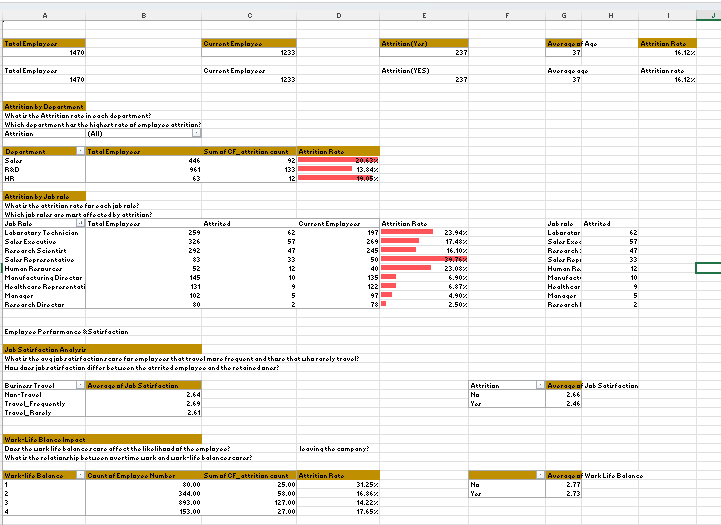 A B C D E F G H I J
Total Employees Current Employee Attrition(Yes) Average of Age Attrition Rate
1470 1233 237 37 16.12%
Total Employees Current Employee Attrition(YES) Average age Attrition rate
1470 1233 237 37 16.12%
Attrition by Department
What is the Attrition rate in each department?
Which department has the highest rate of employee attrition?
Attrition (All)
Department Total Employees Sum of CF_attrition count Attrition Rate
Sales 446 92 20.63%
R&D 961 133 13.84%
HR 63 12 19.05%
Attrition by Job role
What is the attrition rate for each job role?
Which job roles are most affected by attrition?
Job Role Total Employees Attrited Current Employees Attrition Rate Job role Attrited
Laboratory Technician 259 62 197 23.94% Laborator 62
Sales Executive 326 57 269 17.48% Sales Exec 57
Research Scientist 292 47 245 16.10% Research 47
Sales Representative 83 33 50 39.76% Sales Rep 33
Human Resources 52 12 40 23.08% Human Re 12
Manufacturing Director 145 10 135 6.90% Manufact 10
Healthcare Representati 131 9 122 6.87% Healthcar 9
Manager 102 5 97 4.90% Manager 5
Research Director 80 2 78 2.50% Research 2
Employee Performance & Satisfaction
Job Satisfaction Analysis
What is the avg job satisfaction score for employees that travel more frequent and those that who rarely travel?
How does job satisfaction differ between the attrited employee and the retained ones?
Business Travel Average of Job Satisfaction Attrition Average of Job Satisfaction
Non-Travel 2.64 No 2.66
Travel_Frequently 2.69 Yes 2.46
Travel_Rarely 2.61
Work-Life Blance Impact
Does the work life balance score affect the likelihood of the employee? leaving the company?
What is the relationship between overtime work and work-life balance scores?
Work-life Balance Count of Employee Number Sum of CF_attrition count Attrition Rate Average of Work Life Balance
1 80.00 25.00 31.25% No 2.77
2 344.00 58.00 16.86% Yes 2.73
3 893.00 127.00 14.22%
4 153.00 27.00 17.65%